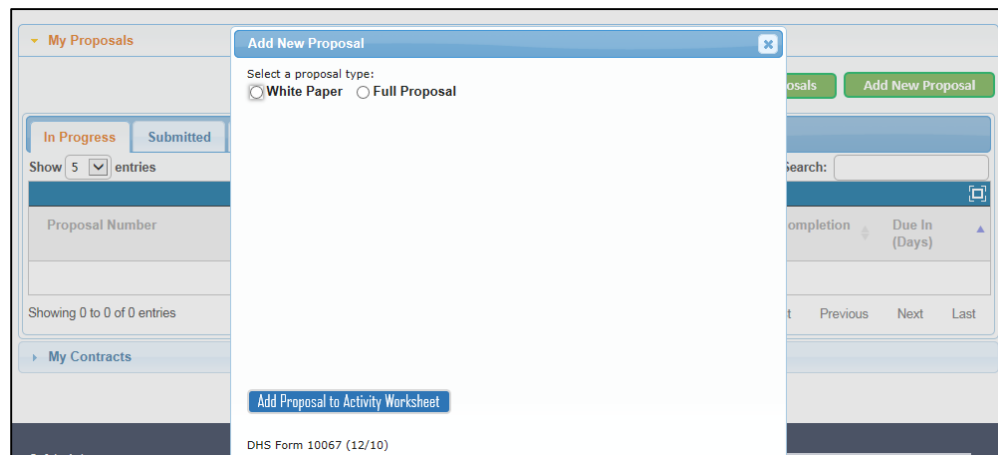 My Proposals
Add New Proposal
Select a proposal type:
White Paper Full Proposal
Add New Proposal
In Progress Submitted
Show 5 entries
Search:
Proposal Number
Due In
(Days)
Showing 0 to 0 of 0 entries
Previous Next Last
My Contracts
Add Proposal to Activity Worksheet
DHS Form 10067 (12/10)